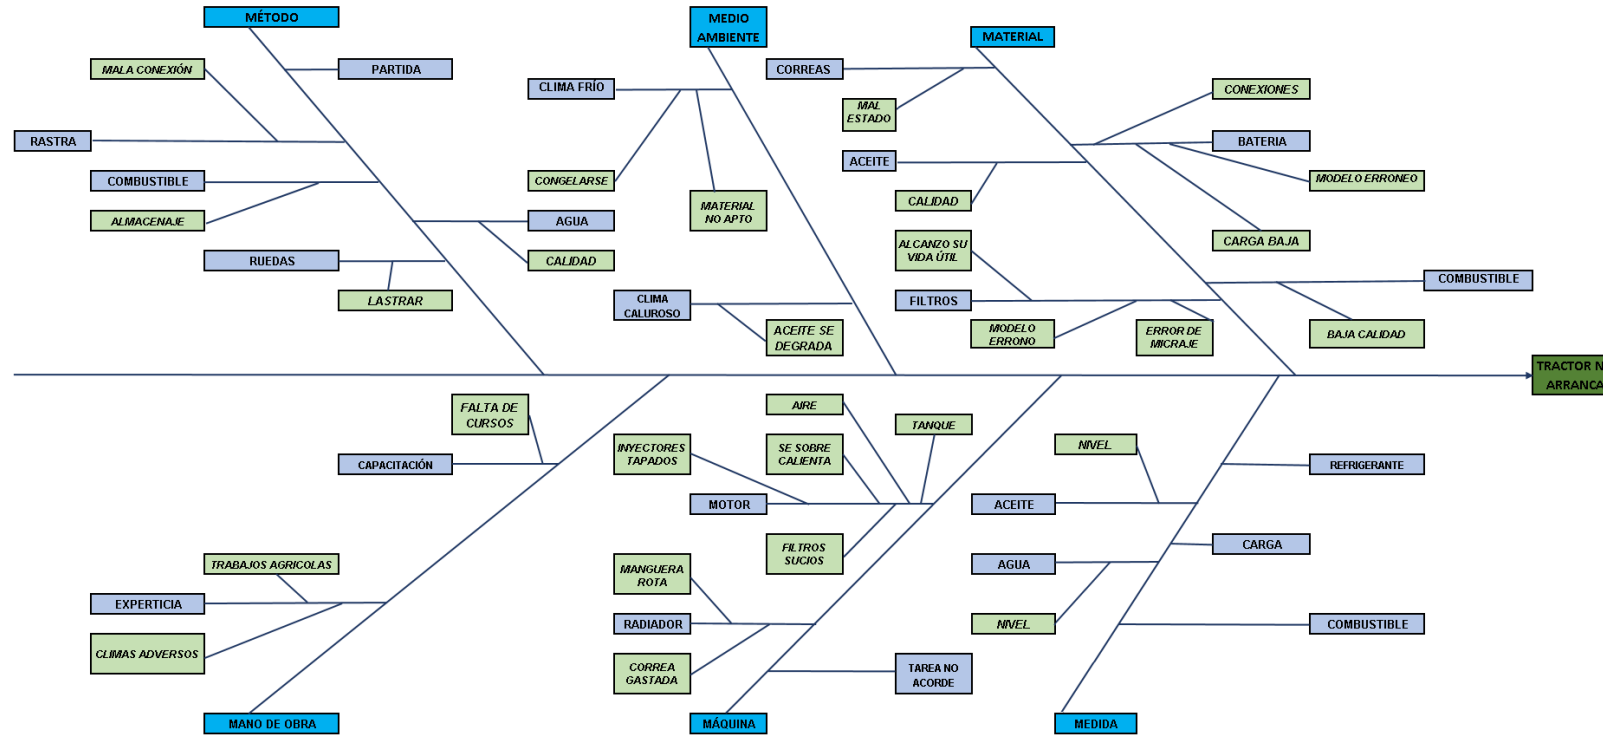 MÉTODO
MEDIO
AMBIENTE
MATERIAL
MALA CONEXIÓN
PARTIDA
CLIMA FRÍO
CORREAS
CONEXIONES
MAL
ESTADO
RASTRA
BATERIA
ACEITE
COMBUSTIBLE
CONGELARSE
MODELO ERRONEO
MATERIAL
NO APTO
CALIDAD
ALMACENAJE
AGUA
CARGA BAJA
ALCANZO SU
VIDA ÚTIL
RUEDAS
CALIDAD
COMBUSTIBLE
LASTRAR
CLIMA
CALUROSO
FILTROS
ACEITE SE
DEGRADA
MODELO
ERRONO
ERROR DE
MICRAJE
BAJA CALIDAD
TRACTOR N
ARRANCA
FALTA DE
CURSOS
AIRE
TANQUE
INYECTORES
TAPADOS
SE SOBRE
CALIENTA
NIVEL
CAPACITACIÓN
REFRIGERANTE
MOTOR
ACEITE
FILTROS
SUCIOS
CARGA
TRABAJOS AGRICOLAS
MANGUERA
ROTA
AGUA
EXPERTICIA
RADIADOR
NIVEL
COMBUSTIBLE
CLIMAS ADVERSOS
CORREA
GASTADA
TAREA NO
ACORDE
MANO DE OBRA
MÁQUINA
MEDIDA